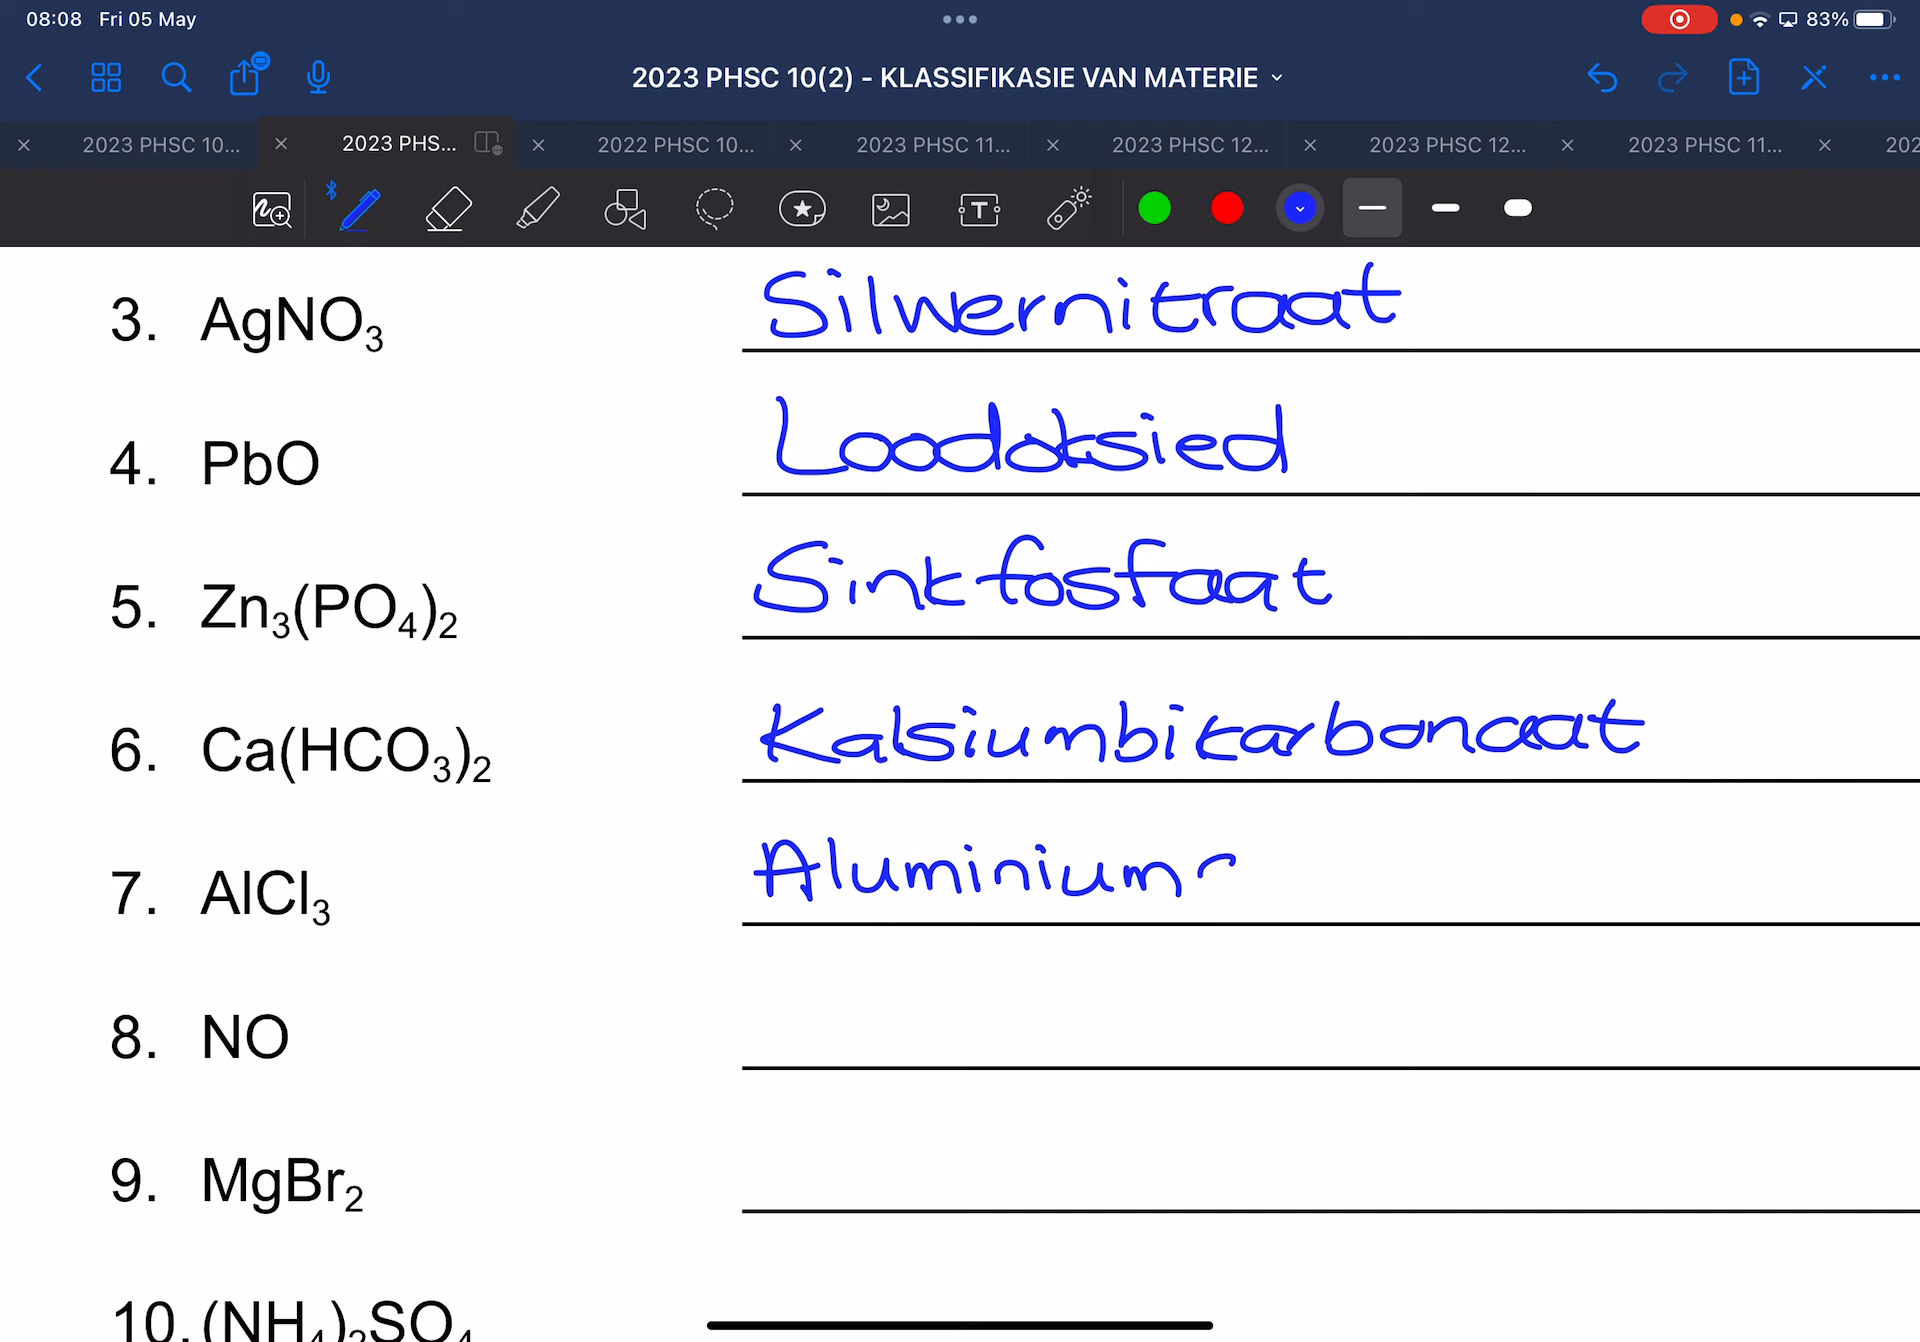 08:08 Fri 05 May
83%
2023 PHSC 10(2) - KLASSIFIKASIE VAN MATERIE
2023 PHSC 10... 2023 PHS... 2022 PHSC 10... 2023 PHSC 11... 2023 PHSC 12... 2023 PHSC 12... 2023 PHSC 11... 202
3. AgNO₃ Silwernitraat
4. PbO Loodoksied
5. Zn₃(PO₄)₂ Sinkfosfaat
6. Ca(HCO₃)₂ Kalsiumbikarbonaat
7. AlCl₃ Aluminium
8. NO
9. MgBr₂
10. (NH₄)₂SO₄